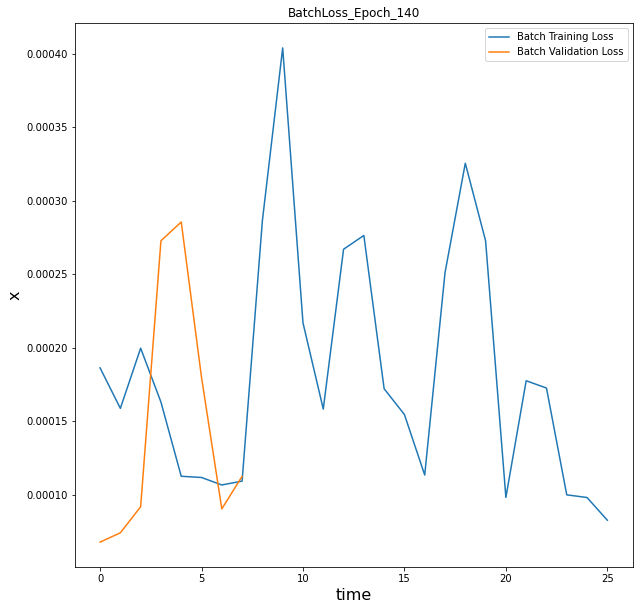 BatchLoss_Epoch_140
Batch Training Loss
Batch Validation Loss
0.00040
0.00035
0.00030
0.00025
0.00020
0.00015
0.00010
x
0 5 10 15 20 25
time